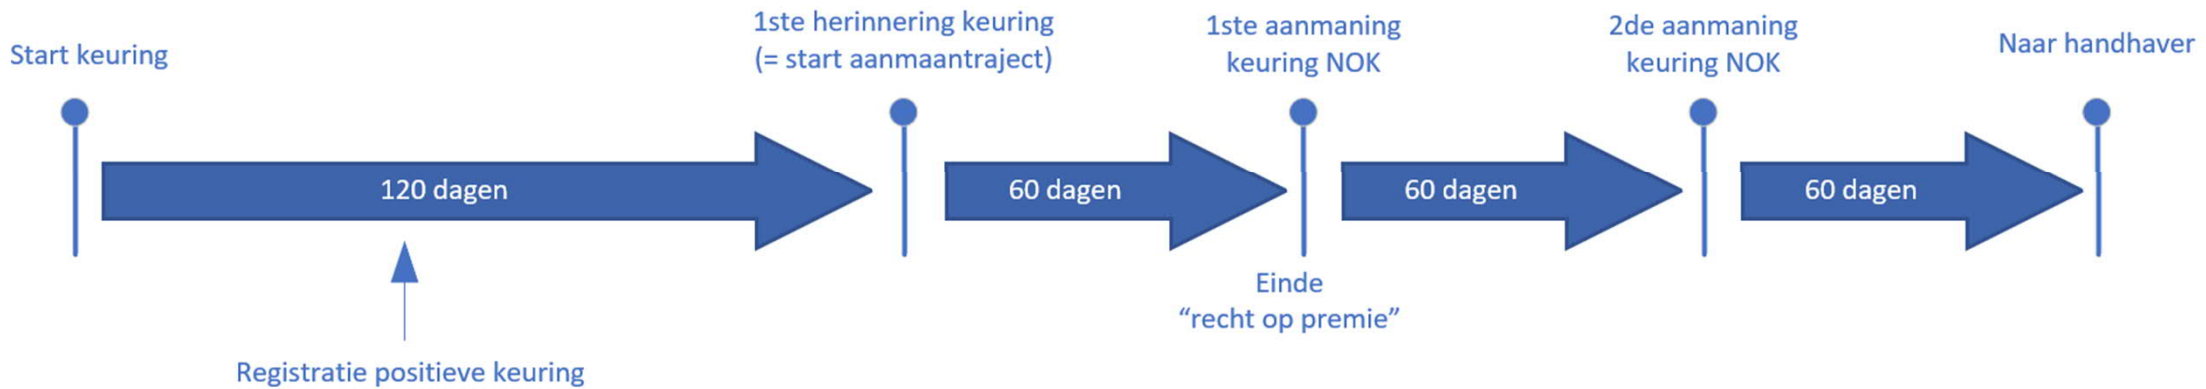 Start keuring
1ste herinnering keuring
(= start aanmaantraject)
1ste aanmaning
keuring NOK
2de aanmaning
keuring NOK
Naar handhaver
120 dagen
60 dagen
60 dagen
60 dagen
Einde
“recht op premie”
Registratie positieve keuring